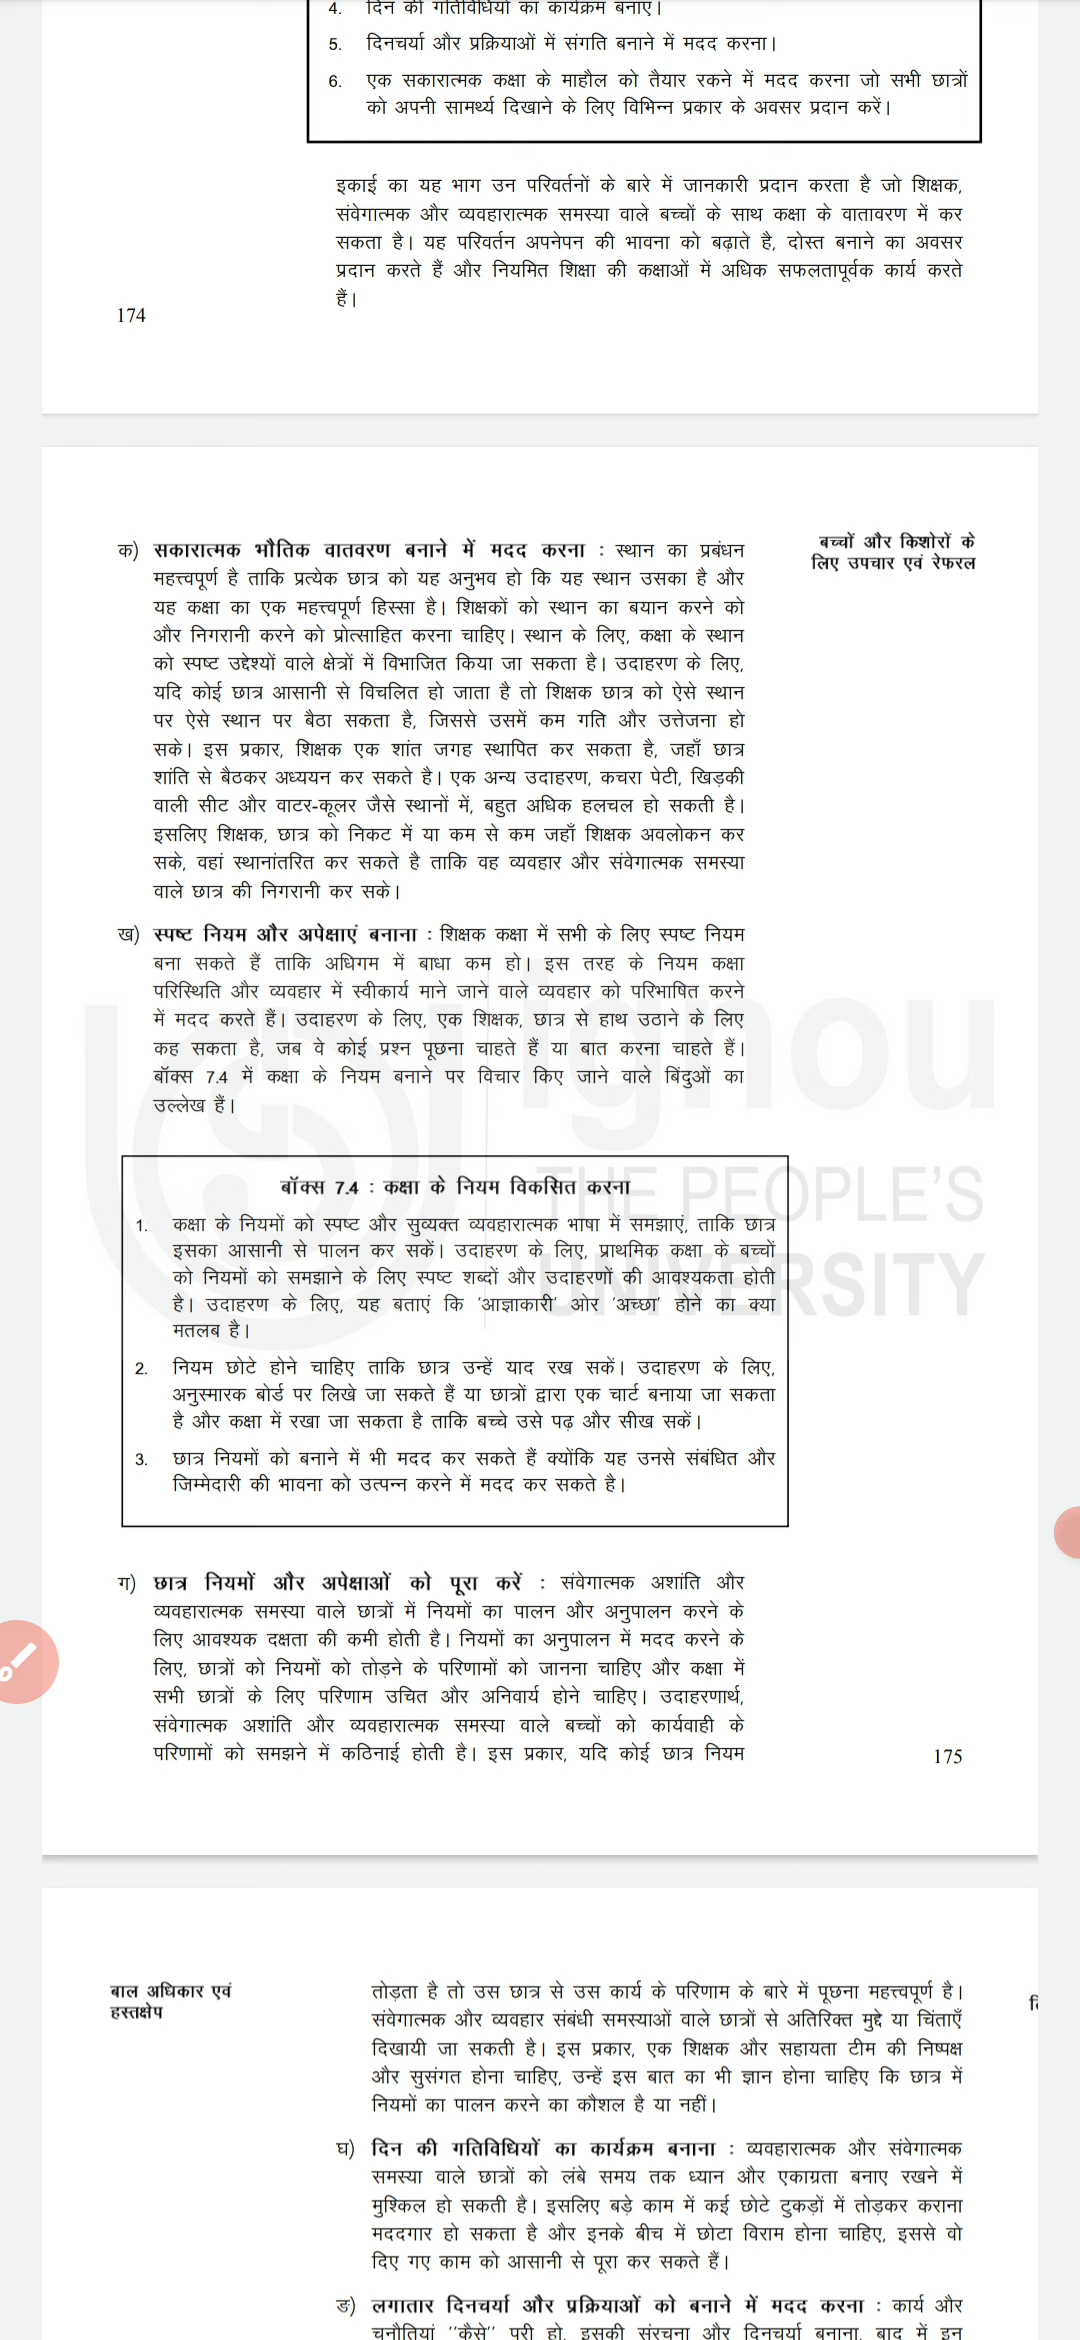 4. दिन की गतिविधियों का कार्यक्रम बनाएं।
5. दिनचर्या और प्रक्रियाओं में संगति बनाने में मदद करना।
6. एक सकारात्मक कक्षा के माहौल को तैयार रकने में मदद करना जो सभी छात्रों
को अपनी सामर्थ्य दिखाने के लिए विभिन्न प्रकार के अवसर प्रदान करें।
इकाई का यह भाग उन परिवर्तनों के बारे में जानकारी प्रदान करता है जो शिक्षक,
संवेगात्मक और व्यवहारात्मक समस्या वाले बच्चों के साथ कक्षा के वातावरण में कर
सकता है। यह परिवर्तन अपनेपन की भावना को बढ़ाते है, दोस्त बनाने का अवसर
प्रदान करते हैं और नियमित शिक्षा की कक्षाओं में अधिक सफलतापूर्वक कार्य करते
हैं।
174
बच्चों और किशोरों के
लिए उपचार एवं रेफरल
क) सकारात्मक भौतिक वातवरण बनाने में मदद करना : स्थान का प्रबंधन
महत्त्वपूर्ण है ताकि प्रत्येक छात्र को यह अनुभव हो कि यह स्थान उसका है और
यह कक्षा का एक महत्त्वपूर्ण हिस्सा है। शिक्षकों को स्थान का बयान करने को
और निगरानी करने को प्रोत्साहित करना चाहिए। स्थान के लिए, कक्षा के स्थान
को स्पष्ट उद्देश्यों वाले क्षेत्रों में विभाजित किया जा सकता है। उदाहरण के लिए,
यदि कोई छात्र आसानी से विचलित हो जाता है तो शिक्षक छात्र को ऐसे स्थान
पर ऐसे स्थान पर बैठा सकता है, जिससे उसमें कम गति और उत्तेजना हो
सके। इस प्रकार, शिक्षक एक शांत जगह स्थापित कर सकता है, जहाँ छात्र
शांति से बैठकर अध्ययन कर सकते है। एक अन्य उदाहरण, कचरा पेटी, खिड़की
वाली सीट और वाटर-कूलर जैसे स्थानों में, बहुत अधिक हलचल हो सकती है।
इसलिए शिक्षक, छात्र को निकट में या कम से कम जहाँ शिक्षक अवलोकन कर
सके, वहां स्थानांतरित कर सकते है ताकि वह व्यवहार और संवेगात्मक समस्या
वाले छात्र की निगरानी कर सके।
ख) स्पष्ट नियम और अपेक्षाएं बनाना : शिक्षक कक्षा में सभी के लिए स्पष्ट नियम
बना सकते हैं ताकि अधिगम में बाधा कम हो। इस तरह के नियम कक्षा
परिस्थिति और व्यवहार में स्वीकार्य माने जाने वाले व्यवहार को परिभाषित करने
में मदद करते हैं। उदाहरण के लिए, एक शिक्षक, छात्र से हाथ उठाने के लिए
कह सकता है, जब वे कोई प्रश्न पूछना चाहते हैं या बात करना चाहते हैं।
बॉक्स 7.4 में कक्षा के नियम बनाने पर विचार किए जाने वाले बिंदुओं का
उल्लेख हैं।
ignou
THE PEOPLE'S
UNIVERSITY
बॉक्स 7.4 : कक्षा के नियम विकसित करना
1. कक्षा के नियमों को स्पष्ट और सुव्यक्त व्यवहारात्मक भाषा में समझाएं, ताकि छात्र
इसका आसानी से पालन कर सकें। उदाहरण के लिए, प्राथमिक कक्षा के बच्चों
को नियमों को समझाने के लिए स्पष्ट शब्दों और उदाहरणों की आवश्यकता होती
है। उदाहरण के लिए, यह बताएं कि 'आज्ञाकारी' ओर 'अच्छा' होने का क्या
मतलब है।
2. नियम छोटे होने चाहिए ताकि छात्र उन्हें याद रख सकें। उदाहरण के लिए,
अनुस्मारक बोर्ड पर लिखे जा सकते हैं या छात्रों द्वारा एक चार्ट बनाया जा सकता
है और कक्षा में रखा जा सकता है ताकि बच्चे उसे पढ़ और सीख सकें।
3. छात्र नियमों को बनाने में भी मदद कर सकते हैं क्योंकि यह उनसे संबंधित और
जिम्मेदारी की भावना को उत्पन्न करने में मदद कर सकते है।
ग) छात्र नियमों और अपेक्षाओं को पूरा करें : संवेगात्मक अशांति और
व्यवहारात्मक समस्या वाले छात्रों में नियमों का पालन और अनुपालन करने के
लिए आवश्यक दक्षता की कमी होती है। नियमों का अनुपालन में मदद करने के
लिए, छात्रों को नियमों को तोड़ने के परिणामों को जानना चाहिए और कक्षा में
सभी छात्रों के लिए परिणाम उचित और अनिवार्य होने चाहिए। उदाहरणार्थ,
संवेगात्मक अशांति और व्यवहारात्मक समस्या वाले बच्चों को कार्यवाही के
परिणामों को समझने में कठिनाई होती है। इस प्रकार, यदि कोई छात्र नियम
175
बाल अधिकार एवं
हस्तक्षेप
तोड़ता है तो उस छात्र से उस कार्य के परिणाम के बारे में पूछना महत्त्वपूर्ण है।
संवेगात्मक और व्यवहार संबंधी समस्याओं वाले छात्रों से अतिरिक्त मुद्दे या चिंताएँ
दिखायी जा सकती है। इस प्रकार, एक शिक्षक और सहायता टीम की निष्पक्ष
और सुसंगत होना चाहिए, उन्हें इस बात का भी ज्ञान होना चाहिए कि छात्र में
नियमों का पालन करने का कौशल है या नहीं।
घ) दिन की गतिविधियों का कार्यक्रम बनाना : व्यवहारात्मक और संवेगात्मक
समस्या वाले छात्रों को लंबे समय तक ध्यान और एकाग्रता बनाए रखने में
मुश्किल हो सकती है। इसलिए बड़े काम में कई छोटे टुकड़ों में तोड़कर कराना
मददगार हो सकता है और इनके बीच में छोटा विराम होना चाहिए, इससे वो
दिए गए काम को आसानी से पूरा कर सकते हैं।
ङ) लगातार दिनचर्या और प्रक्रियाओं को बनाने में मदद करना : कार्य और
चुनौतियां ''कैसे'' पूरी हो, इसकी संरचना और दिनचर्या बनाना, बाद में इन